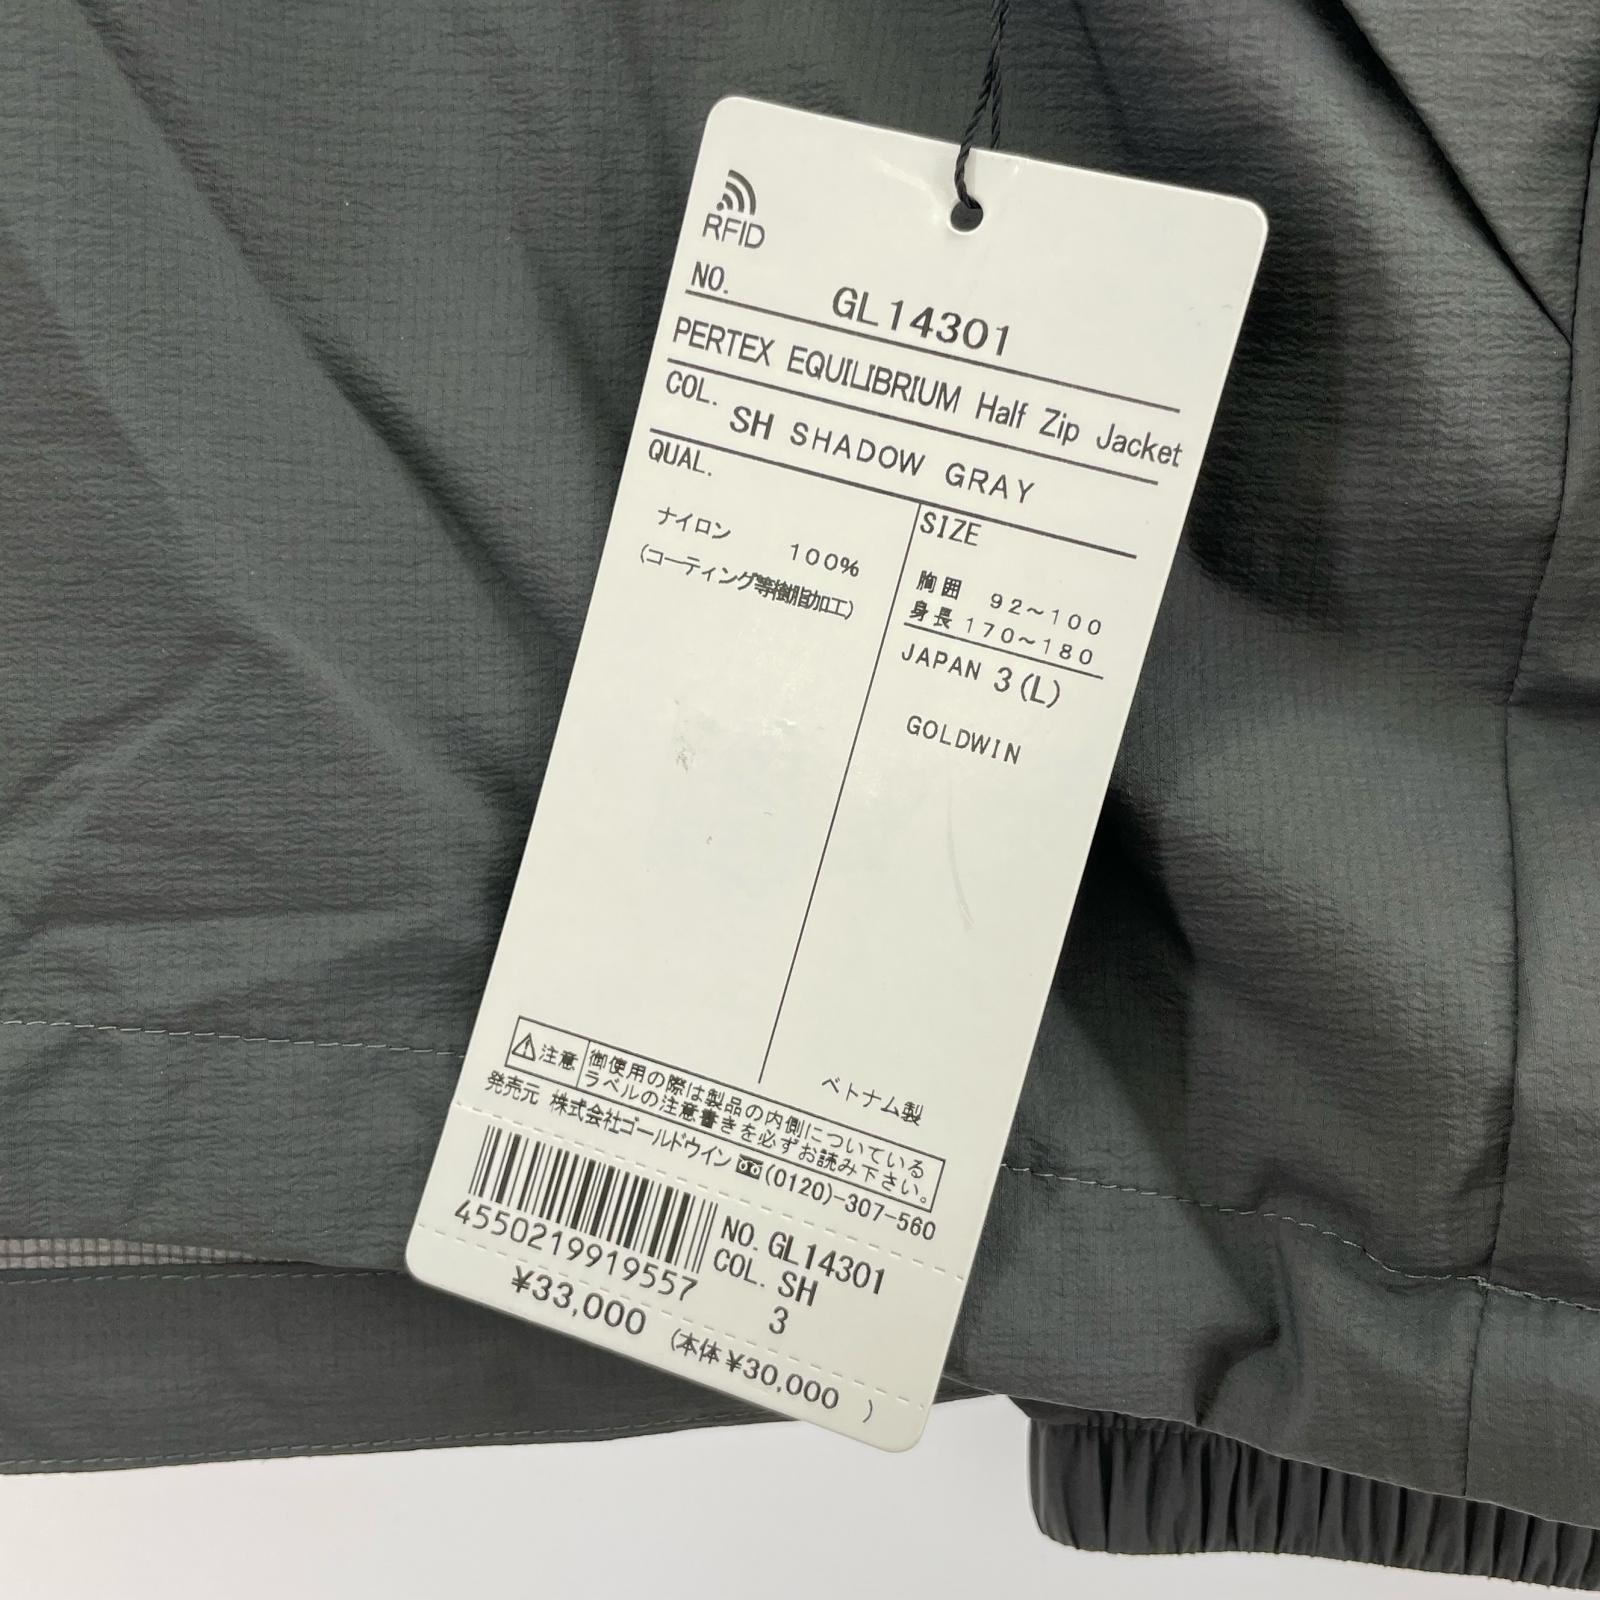 RFID
NO. GL14301
PERTEX EQUILIBRIUM Half Zip Jacket
COL. SH SHADOW GRAY
QUAL.
ナイロン 100%
(コーティング等樹脂加工)
SIZE
胸囲 92~100
身長 170~180
JAPAN 3(L)
GOLDWIN
ベトナム製
注意 御使用の際は製品の内側についている
ラベルの注意書きを必ずお読み下さい。
発売元 株式会社ゴールドウイン (0120)-307-560
4550219919557
NO. GL14301
COL. SH
3
¥33,000 (本体¥30,000 )